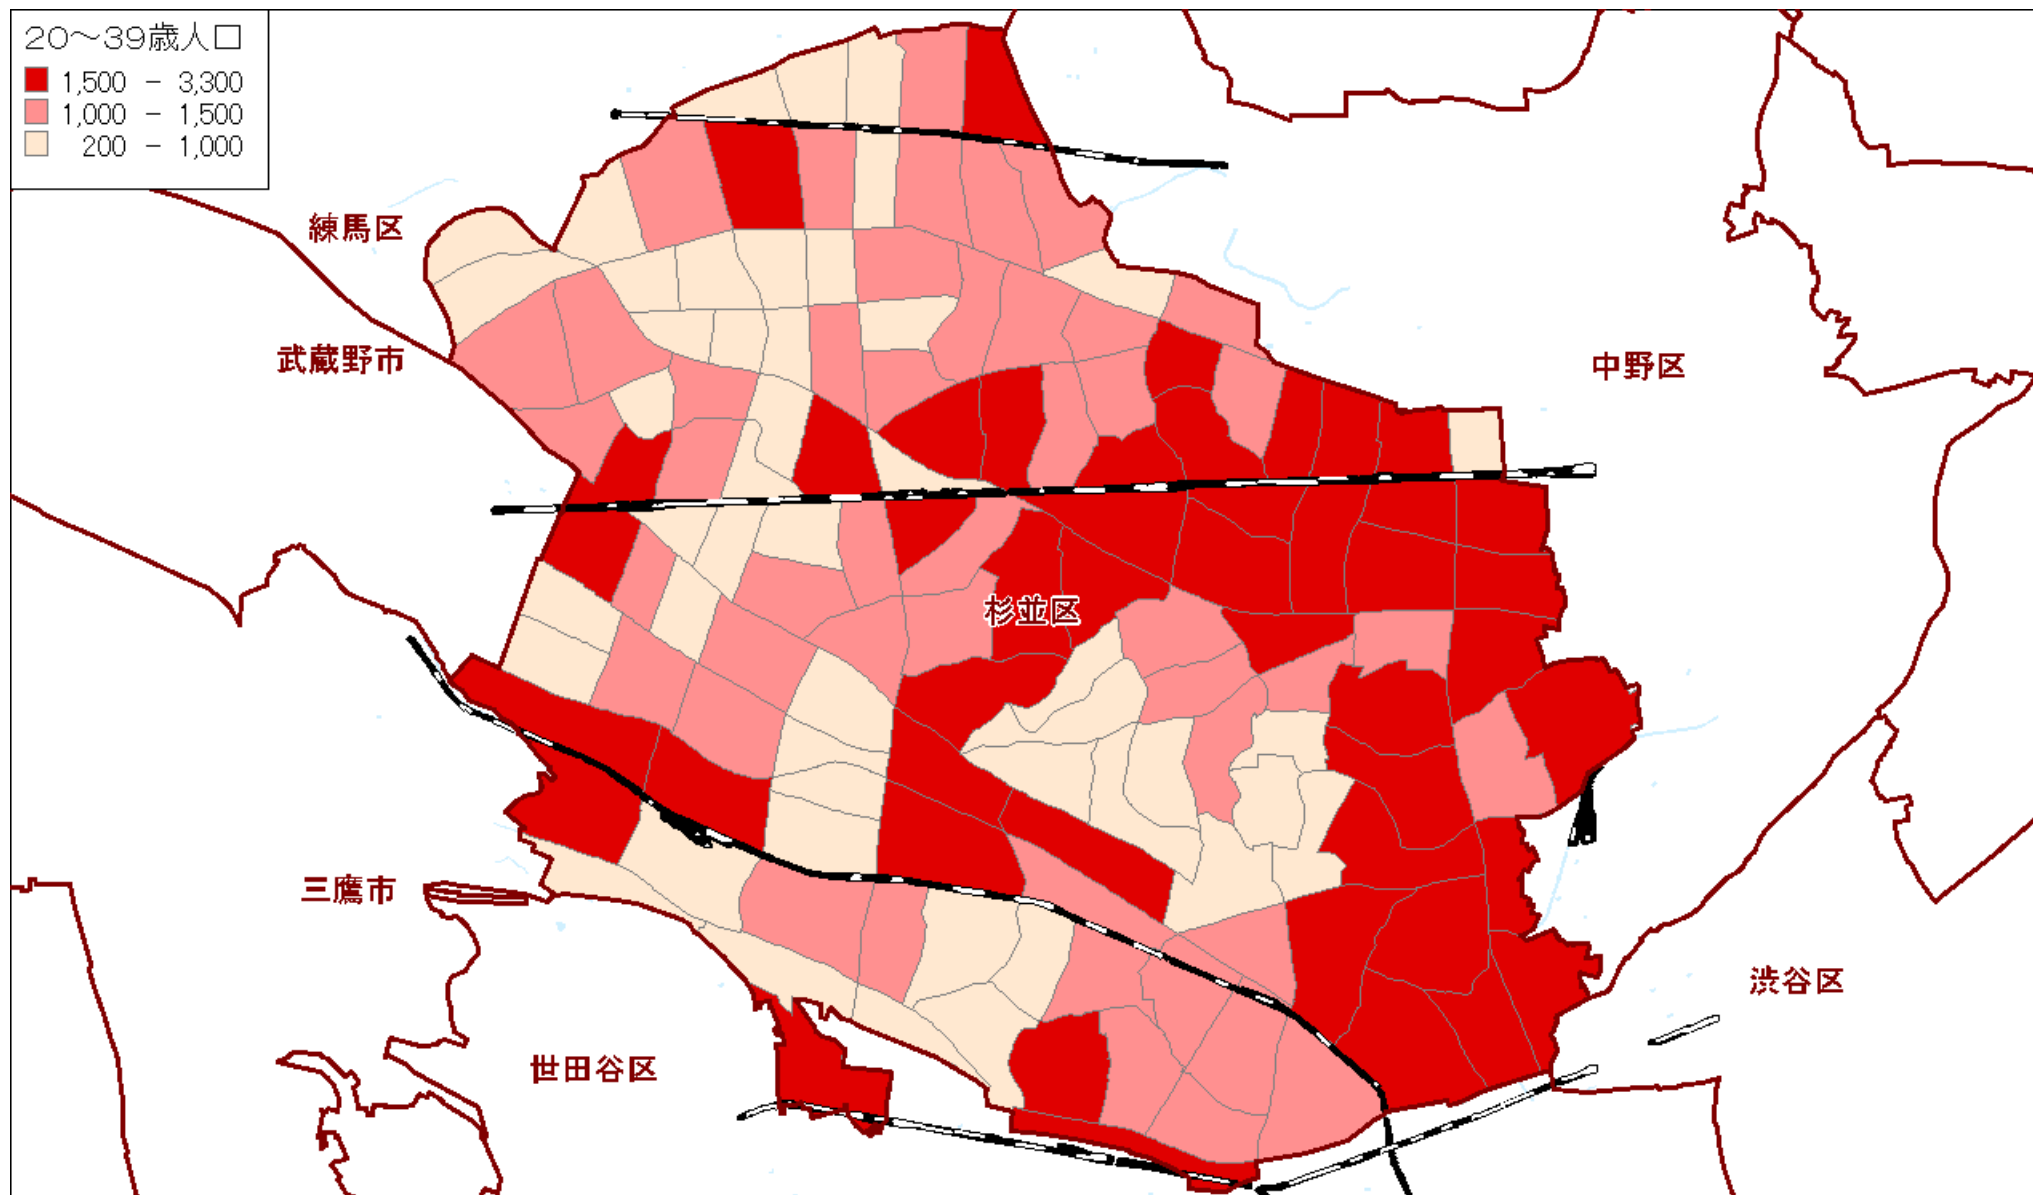 20～39歳人口
1,500 － 3,300
1,000 － 1,500
200 － 1,000
練馬区
武蔵野市
中野区
杉並区
三鷹市
渋谷区
世田谷区